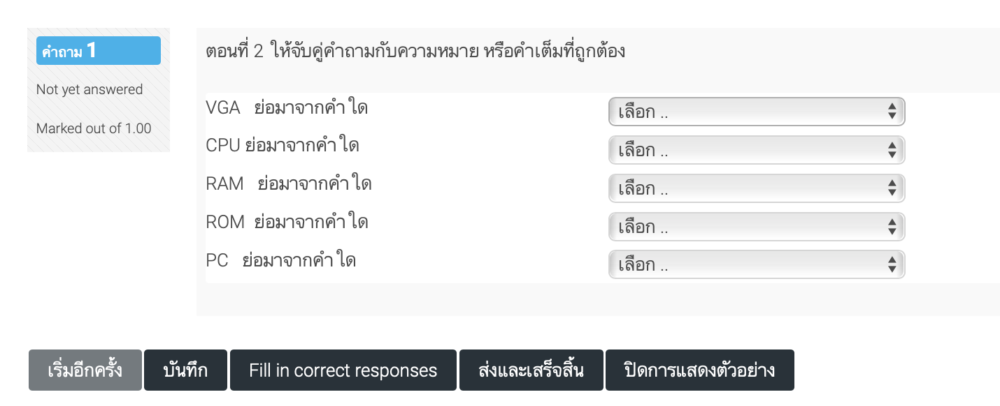 คำถาม 1
Not yet answered
Marked out of 1.00
ตอนที่ 2 ให้จับคู่คำถามกับความหมาย หรือคำเต็มที่ถูกต้อง
VGA ย่อมาจากคำใด
เลือก ..
CPU ย่อมาจากคำใด
เลือก ..
RAM ย่อมาจากคำใด
เลือก ..
ROM ย่อมาจากคำใด
เลือก ..
PC ย่อมาจากคำใด
เลือก ..
เริ่มอีกครั้ง บันทึก Fill in correct responses ส่งและเสร็จสิ้น ปิดการแสดงตัวอย่าง